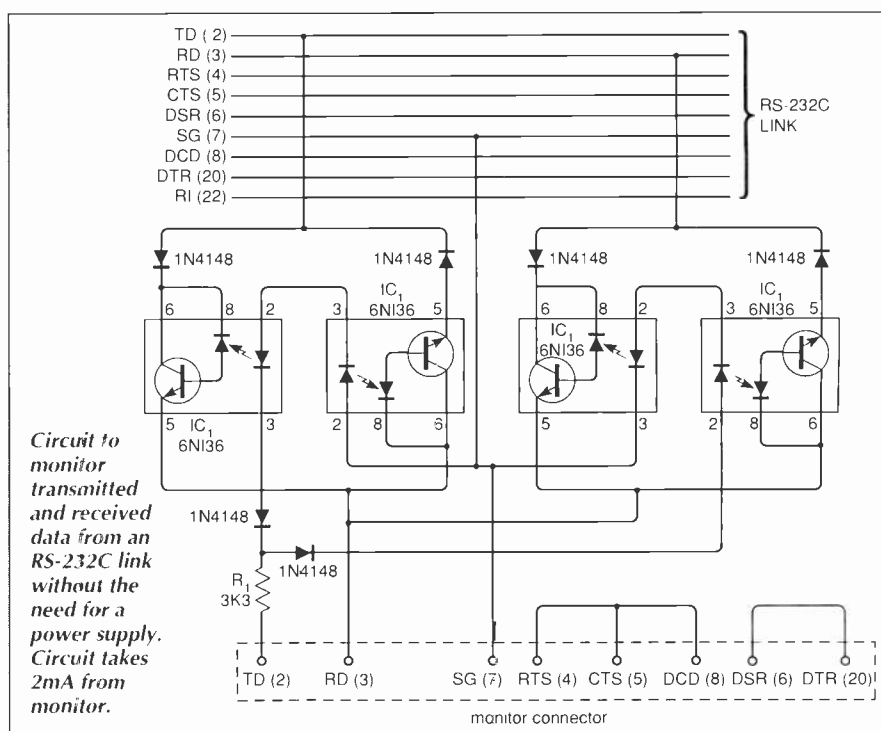 TD (2)
RD (3)
RTS (4)
CTS (5)
DSR (6)
SG (7)
DCD (8)
DTR (20)
RI (22)
RS-232C
LINK
1N4148
1N4148
1N4148
1N4148
6
8
2
3
IC1
6NI36
5
6
IC1
6NI36
8
2
3
IC1
6NI36
5
5
IC1
6NI36
3
2
8
6
5
3
2
8
6
Circuit to
monitor
transmitted
and received
data from an
RS-232C link
without the
need for a
power supply.
Circuit takes
2mA from
monitor.
1N4148
1N4148
R1
3K3
TD (2)
RD (3)
SG (7)
RTS (4)
CTS (5)
DCD (8)
DSR (6)
DTR (20)
monitor connector